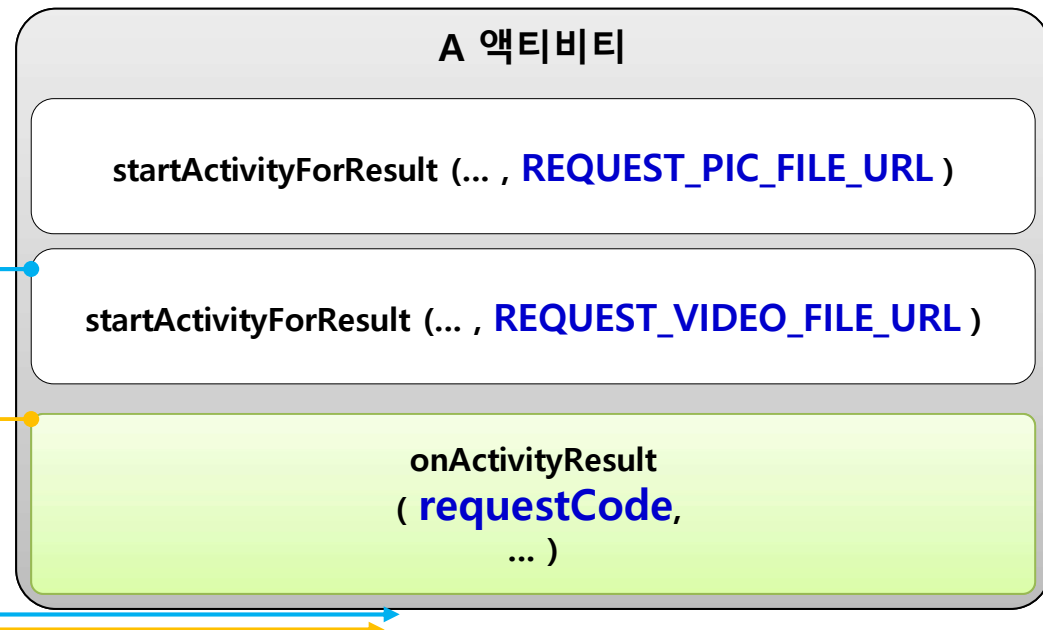 A 액티비티
startActivityForResult (... , REQUEST_PIC_FILE_URL )
startActivityForResult (... , REQUEST_VIDEO_FILE_URL )
onActivityResult
( requestCode,
... )